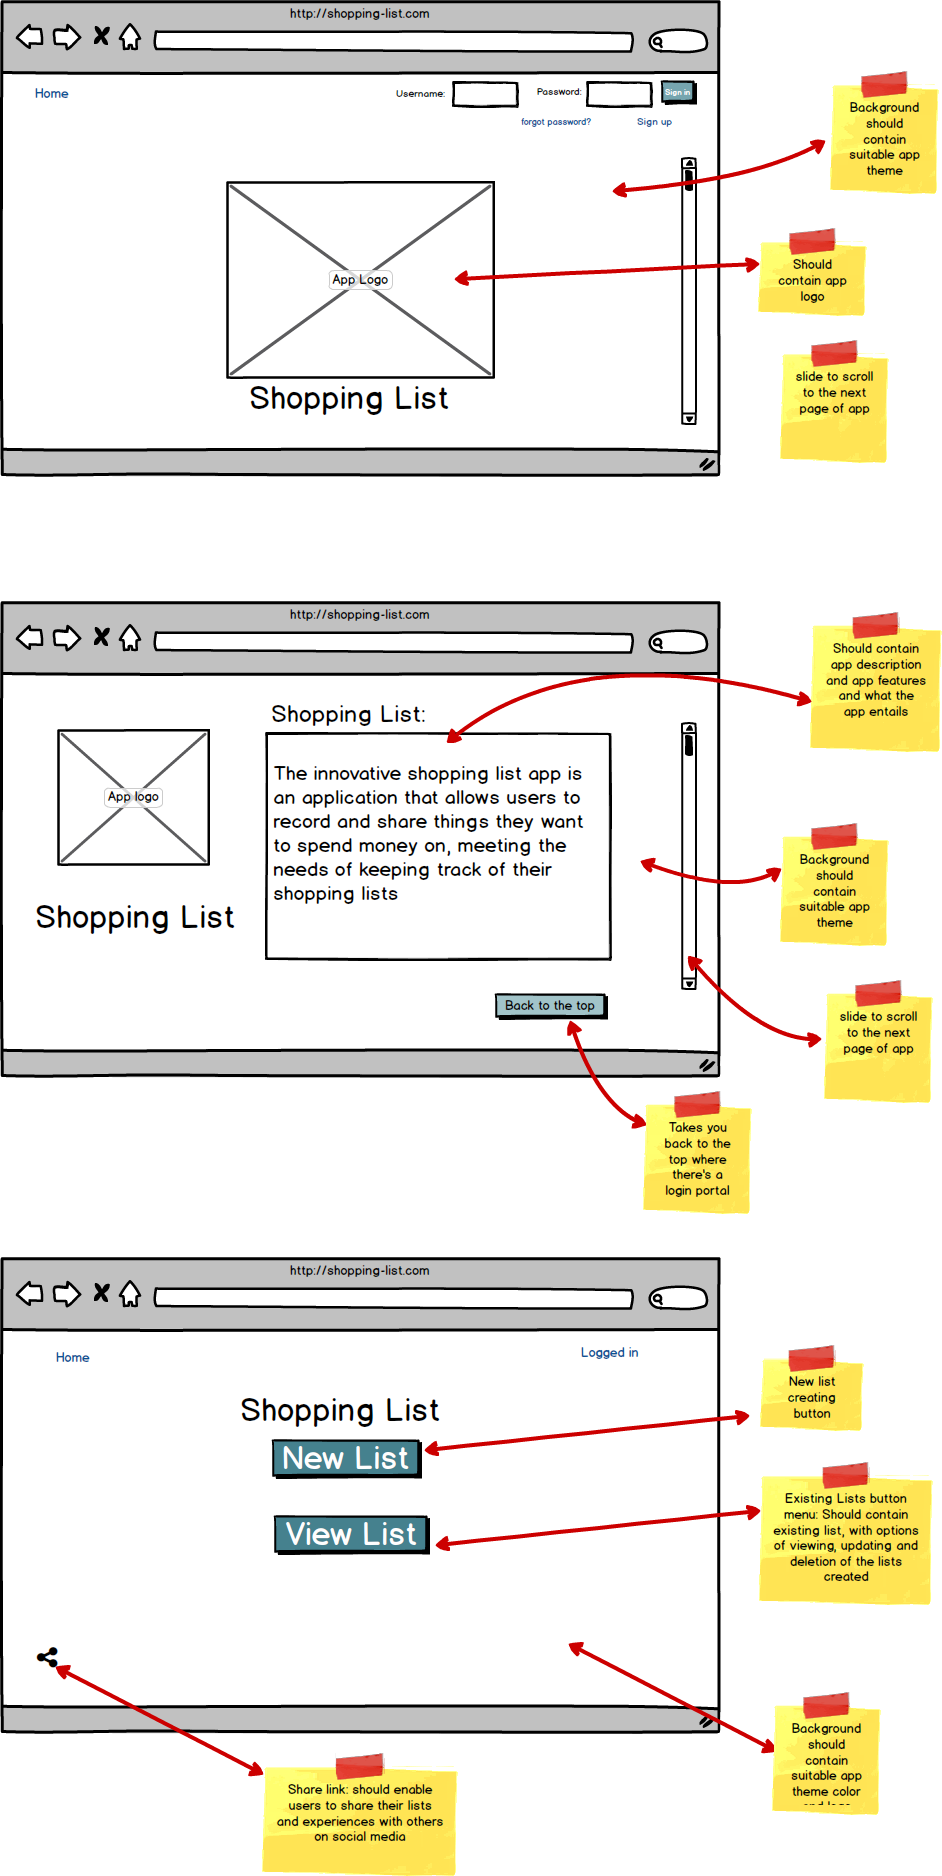 http://shopping-list.com
Home
Username:
Password:
Sign in
forgot password?
Sign up
App Logo
Shopping List
Background
should
contain
suitable app
theme
Should
contain app
logo
slide to scroll
to the next
page of app
http://shopping-list.com
Shopping List:
App logo
Shopping List
The innovative shopping list app is
an application that allows users to
record and share things they want
to spend money on, meeting the
needs of keeping track of their
shopping lists
Back to the top
Should contain
app description
and app features
and what the
app entails
Background
should
contain
suitable app
theme
slide to scroll
to the next
page of app
Takes you
back to the
top where
there's a
login portal
http://shopping-list.com
Home
Logged in
Shopping List
New List
View List
New list
creating
button
Existing Lists button
menu: Should contain
existing list, with options
of viewing, updating and
deletion of the lists
created
Background
should
contain
suitable app
theme color
and logo
Share link: should enable
users to share their lists
and experiences with others
on social media